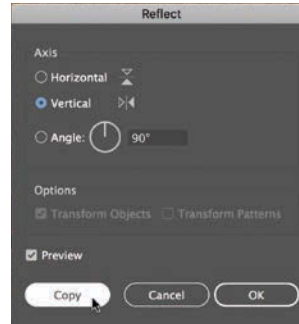 Reflect
Axis
Horizontal
Vertical
Angle: 90°
Options
Transform Objects Transform Patterns
Preview
Copy Cancel OK